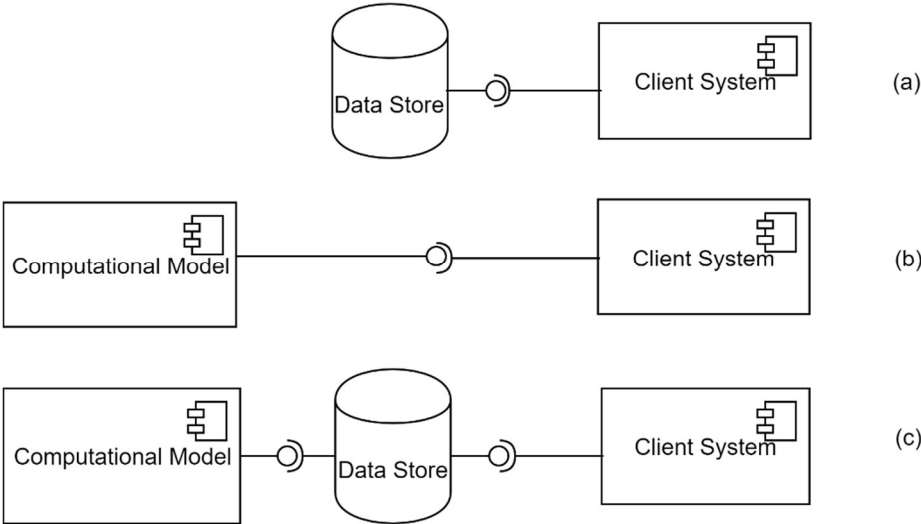 Data Store
Client System
(a)
Computational Model
Client System
(b)
Computational Model
Data Store
Client System
(c)